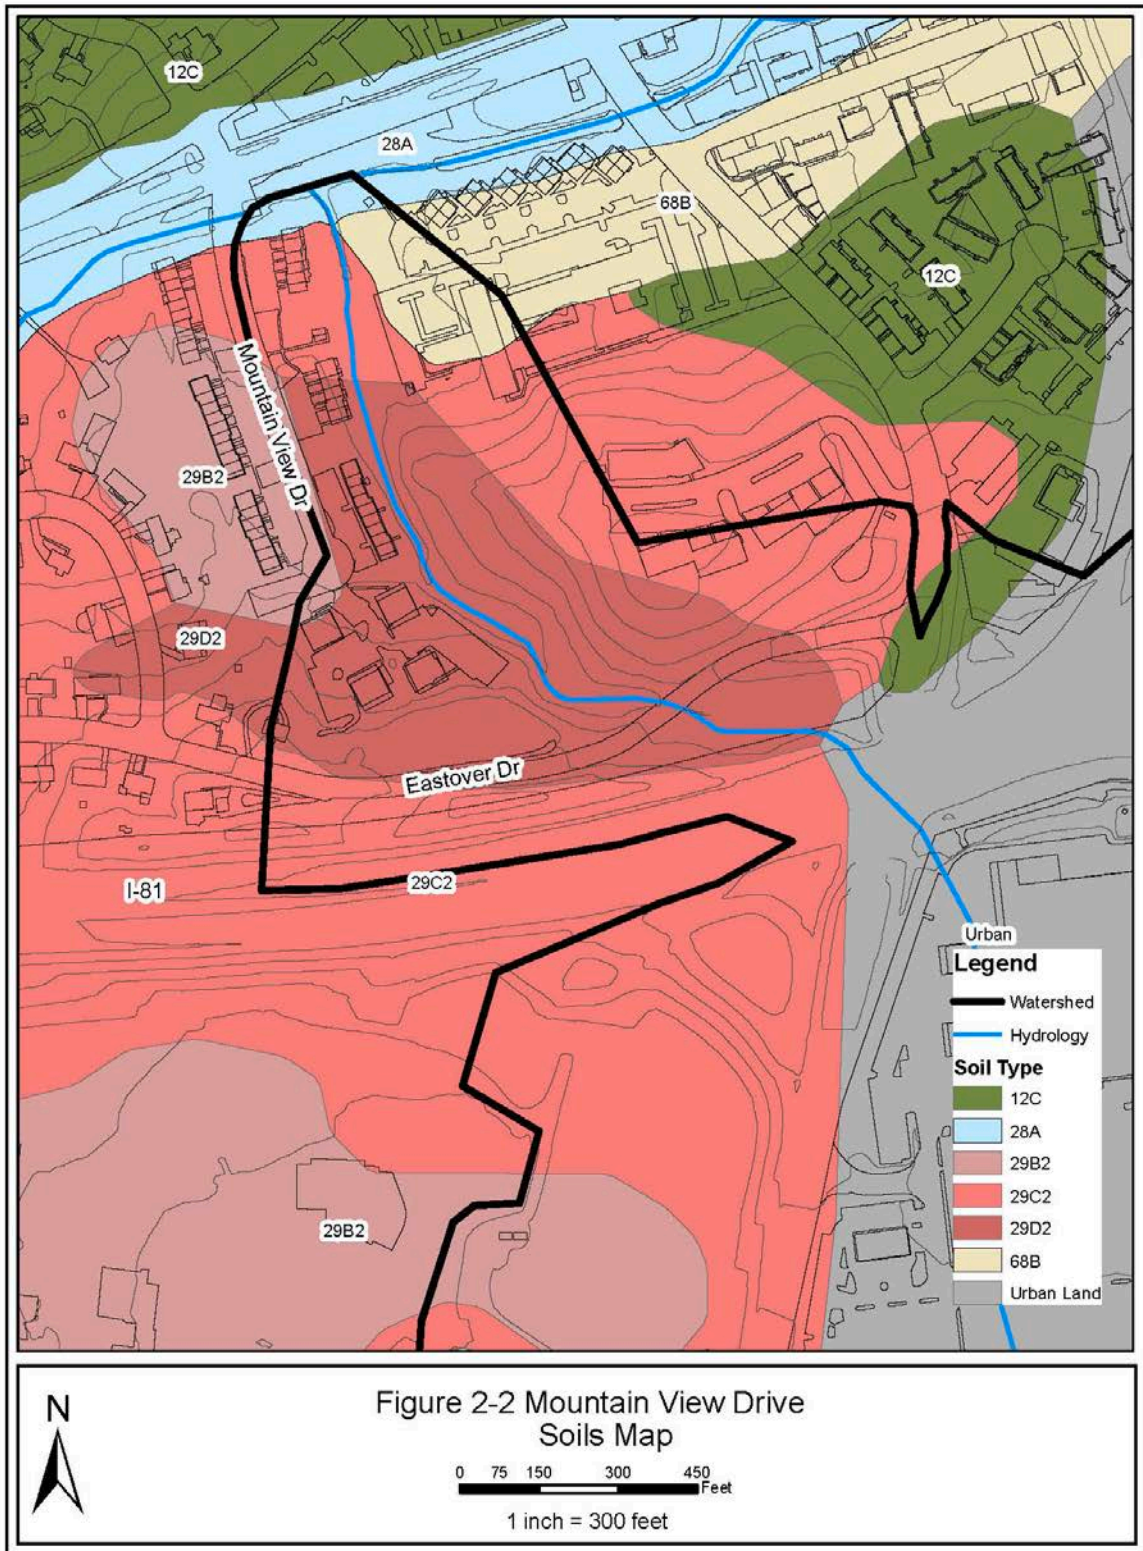 12C
28A
68B
12C
Mountain View Dr
29B2
29D2
Eastover Dr
29C2
I-81
Urban
29B2
Legend
Watershed
Hydrology
Soil Type
12C
28A
29B2
29C2
29D2
68B
Urban Land
N
Figure 2-2 Mountain View Drive
Soils Map
0 75 150 300 450
Feet
1 inch = 300 feet